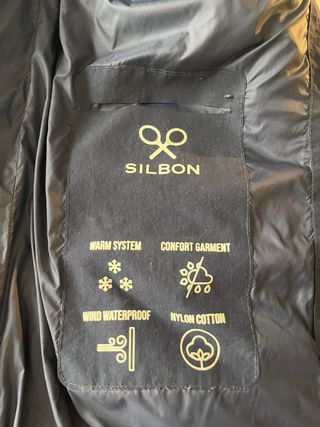 SILBON
WARM SYSTEM
CONFORT GARMENT
WIND WATERPROOF
NYLON COTTON